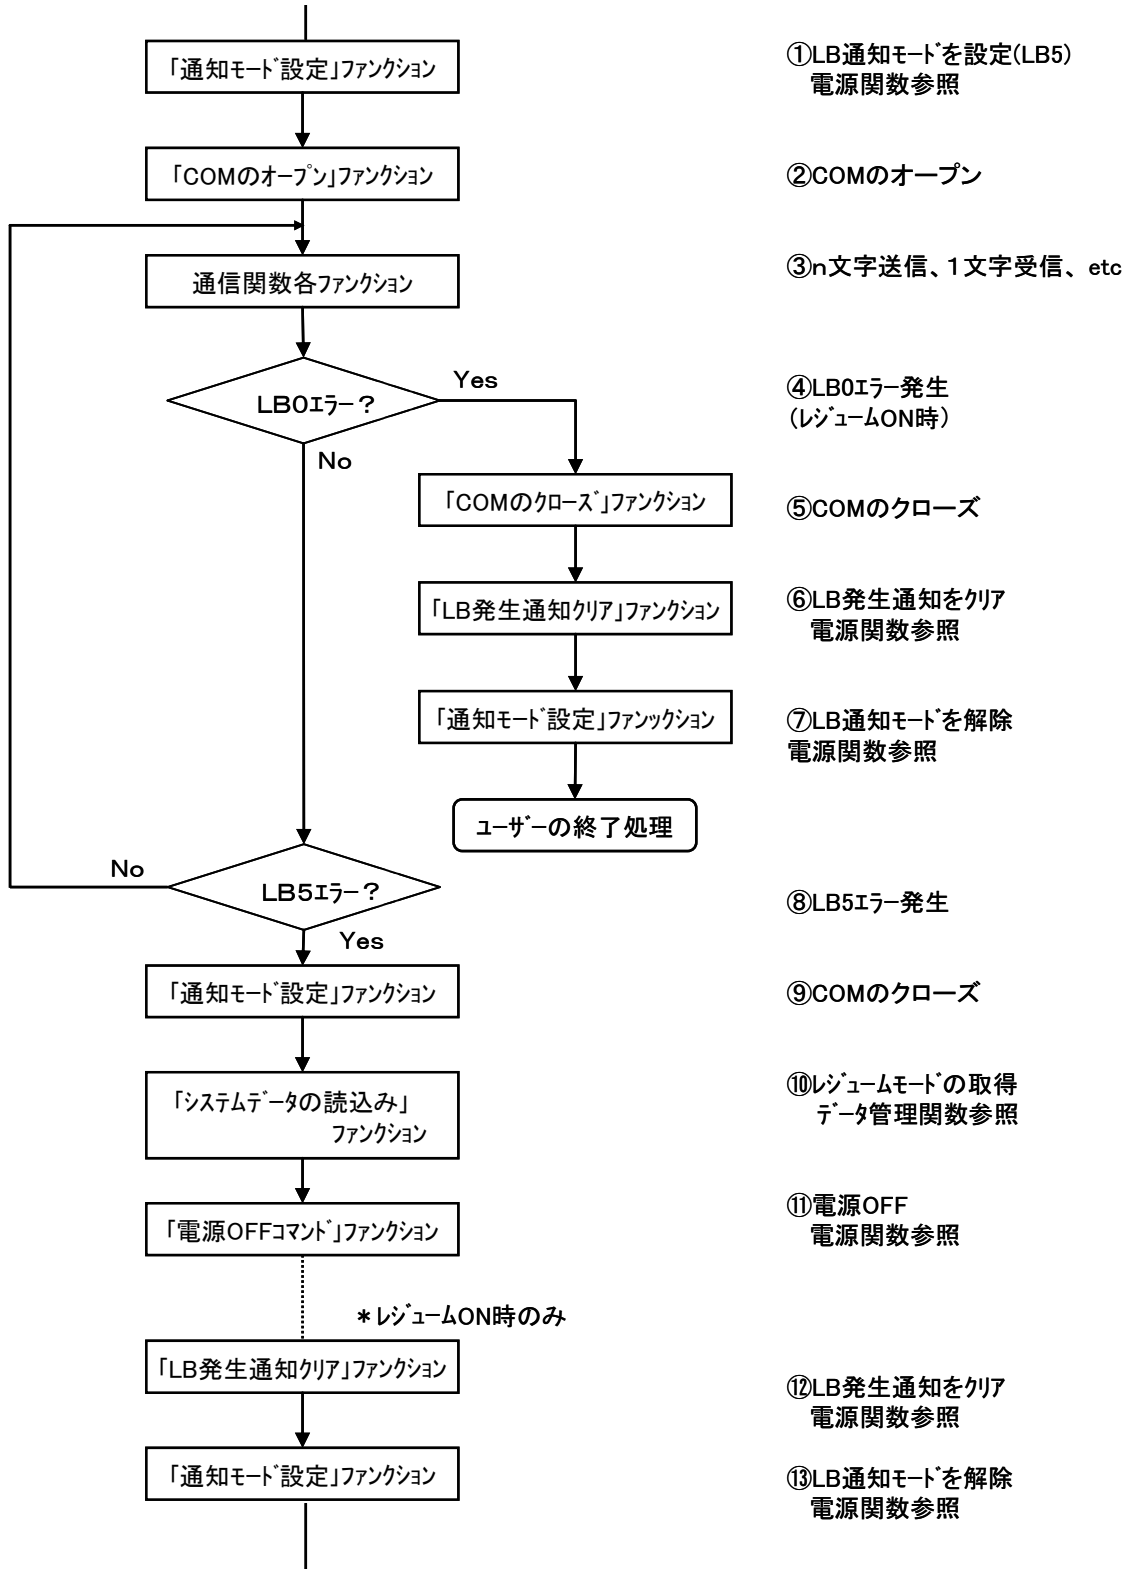 「通知ﾓｰﾄﾞ設定」ﾌｧﾝｸｼｮﾝ
①LB通知ﾓｰﾄﾞを設定(LB5)
電源関数参照
「COMのｵｰﾌﾟﾝ」ﾌｧﾝｸｼｮﾝ
②COMのオープン
通信関数各ﾌｧﾝｸｼｮﾝ
③ｎ文字送信、１文字受信、etc
LB0ｴﾗｰ？
Yes
No
④LB0ｴﾗｰ発生
（ﾚｼﾞｭｰﾑON時）
「COMのｸﾛｰｽﾞ」ﾌｧﾝｸｼｮﾝ
⑤COMのクローズ
「LB発生通知ｸﾘｱ」ﾌｧﾝｸｼｮﾝ
⑥LB発生通知をｸﾘｱ
電源関数参照
「通知ﾓｰﾄﾞ設定」ﾌｧﾝｯｸｼｮﾝ
⑦LB通知ﾓｰﾄﾞを解除
電源関数参照
ﾕｰｻﾞｰの終了処理
No
LB5ｴﾗｰ？
Yes
⑧LB5ｴﾗｰ発生
「通知ﾓｰﾄﾞ設定」ﾌｧﾝｸｼｮﾝ
⑨COMのクローズ
「ｼｽﾃﾑﾃﾞｰﾀの読込み」
ﾌｧﾝｸｼｮﾝ
⑩ﾚｼﾞｭｰﾑﾓｰﾄﾞの取得
ﾃﾞｰﾀ管理関数参照
「電源OFFｺﾏﾝﾄﾞ」ﾌｧﾝｸｼｮﾝ
⑪電源OFF
電源関数参照
＊ﾚｼﾞｭｰﾑON時のみ
「LB発生通知ｸﾘｱ」ﾌｧﾝｸｼｮﾝ
⑫LB発生通知をｸﾘｱ
電源関数参照
「通知ﾓｰﾄﾞ設定」ﾌｧﾝｸｼｮﾝ
⑬LB通知ﾓｰﾄﾞを解除
電源関数参照